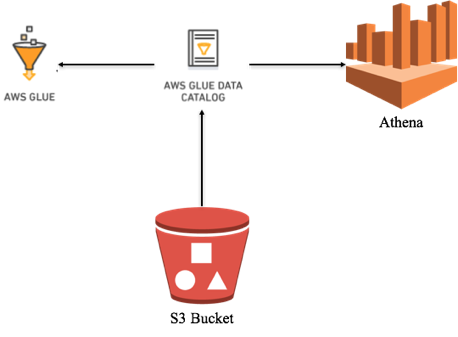 AWS GLUE
AWS GLUE DATA
CATALOG
Athena
S3 Bucket